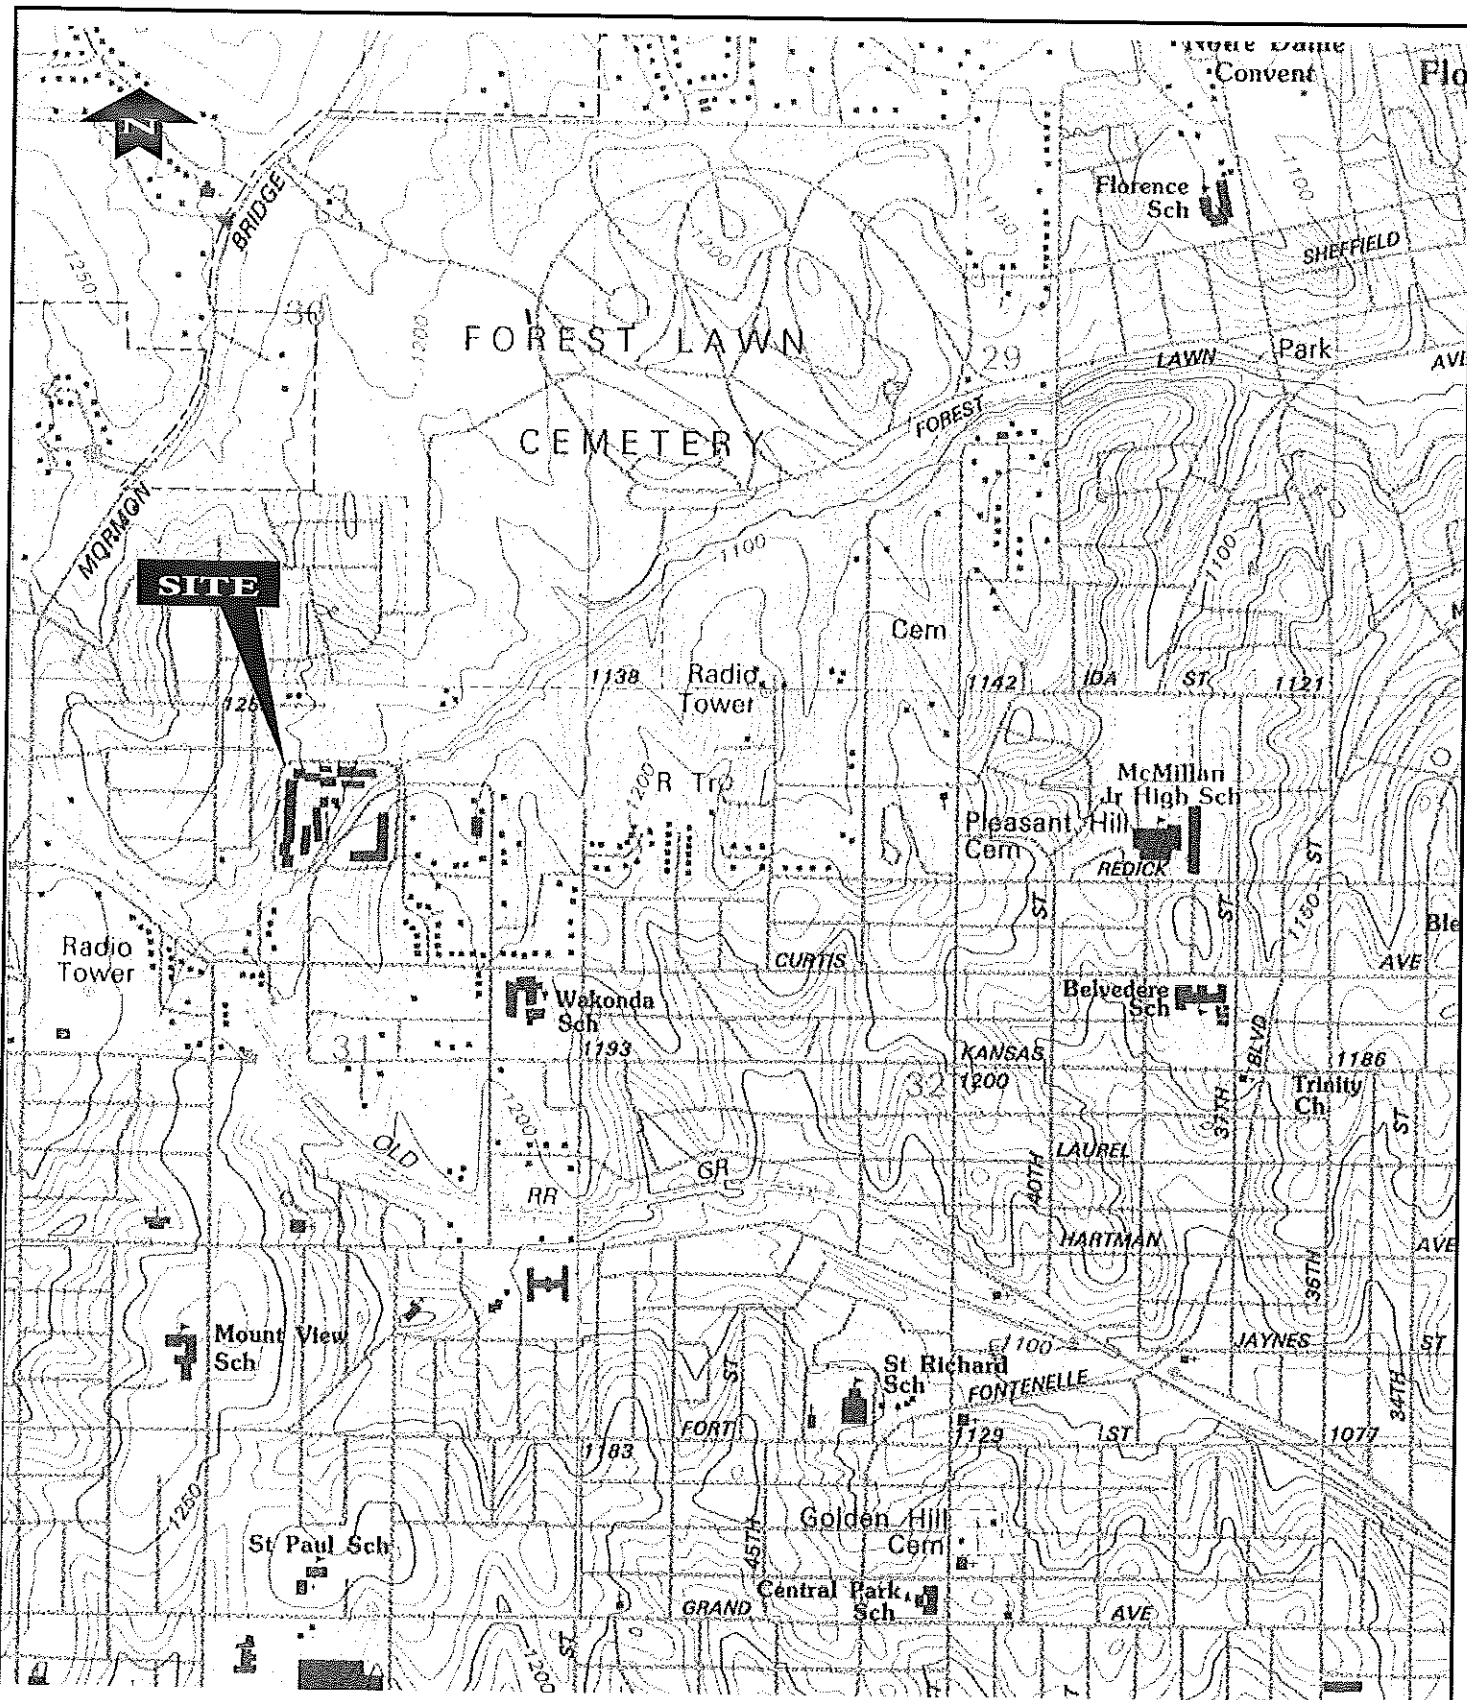 Notre Dame
Convent
Flo
N
BRIDGE
Florence
Sch
1100
1180
1200
SHEFFIELD
1250
30
1200
FOREST LAWN
29
LAWN
Park
AVE
FOREST
CEMETERY
MORMON
1100
1100
SITE
Cem
M
1138
Radio
Tower
1142
IDA
ST
1121
R Tr
1200
McMillan
Jr High Sch
Pleasant Hill
Cem
REDICK
ST
ST
ST
1150
Ble
Radio
Tower
CURTIS
AVE
Wakonda
Sch
Belvedere
Sch
31
1193
KANSAS
BLVD
1186
32
1200
Trinity
Ch
1200
37TH
ST
OLD
LAUREL
GR
RR
40TH
HARTMAN
AVE
36TH
Mount View
Sch
1100
JAYNES
ST
ST
St Richard
Sch
FONTENELLE
34TH
FORT
1183
1129
ST
1077
1250
Golden Hill
Cem
St Paul Sch
45TH
Central Park
Sch
GRAND
AVE
ST
1200